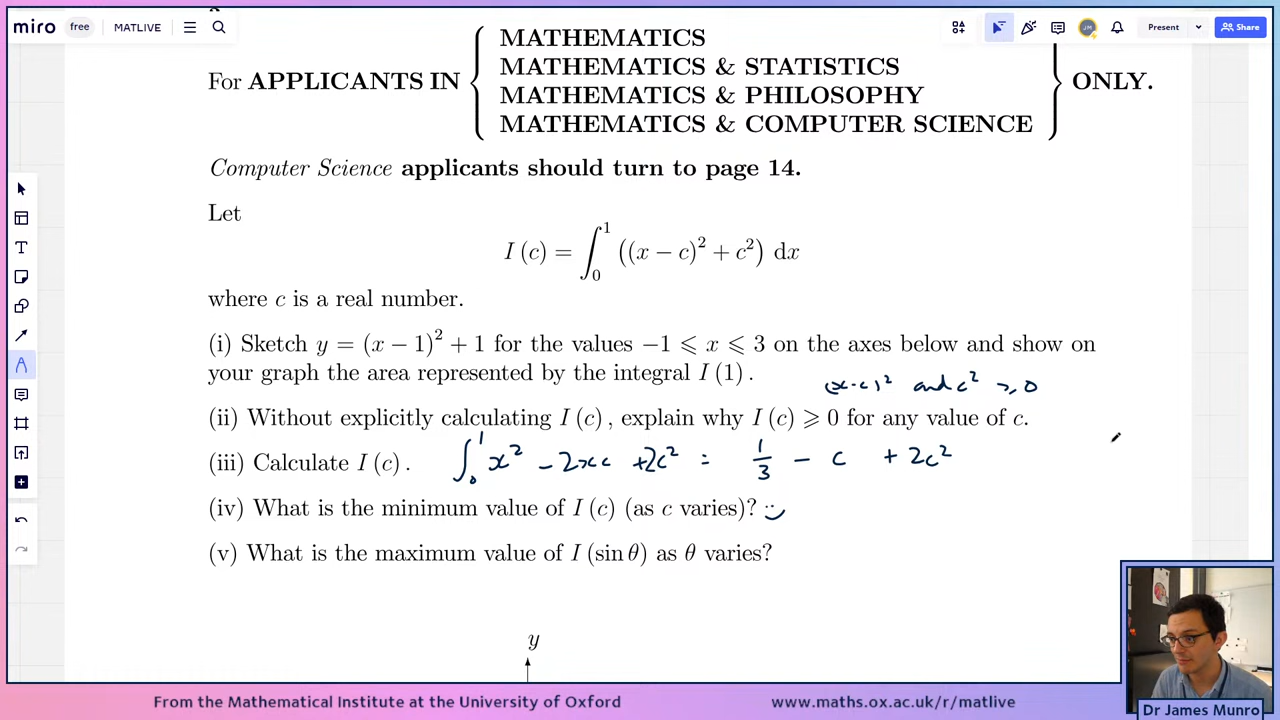 miro free MATLIVE Present Share
MATHEMATICS
MATHEMATICS & STATISTICS
For APPLICANTS IN { MATHEMATICS & PHILOSOPHY } ONLY.
MATHEMATICS & COMPUTER SCIENCE
Computer Science applicants should turn to page 14.
Let
I (c) = ∫₀¹ ((x − c)² + c²) dx
where c is a real number.
(i) Sketch y = (x − 1)² + 1 for the values −1 ⩽ x ⩽ 3 on the axes below and show on
your graph the area represented by the integral I (1) .
(x-c)² and c² ≥ 0
(ii) Without explicitly calculating I (c) , explain why I (c) ⩾ 0 for any value of c.
(iii) Calculate I (c) . ∫₀¹ x² - 2xc + 2c² = 1/3 - c + 2c²
(iv) What is the minimum value of I (c) (as c varies)?
(v) What is the maximum value of I (sin θ) as θ varies?
y
From the Mathematical Institute at the University of Oxford
www.maths.ox.ac.uk/r/matlive
Dr James Munro